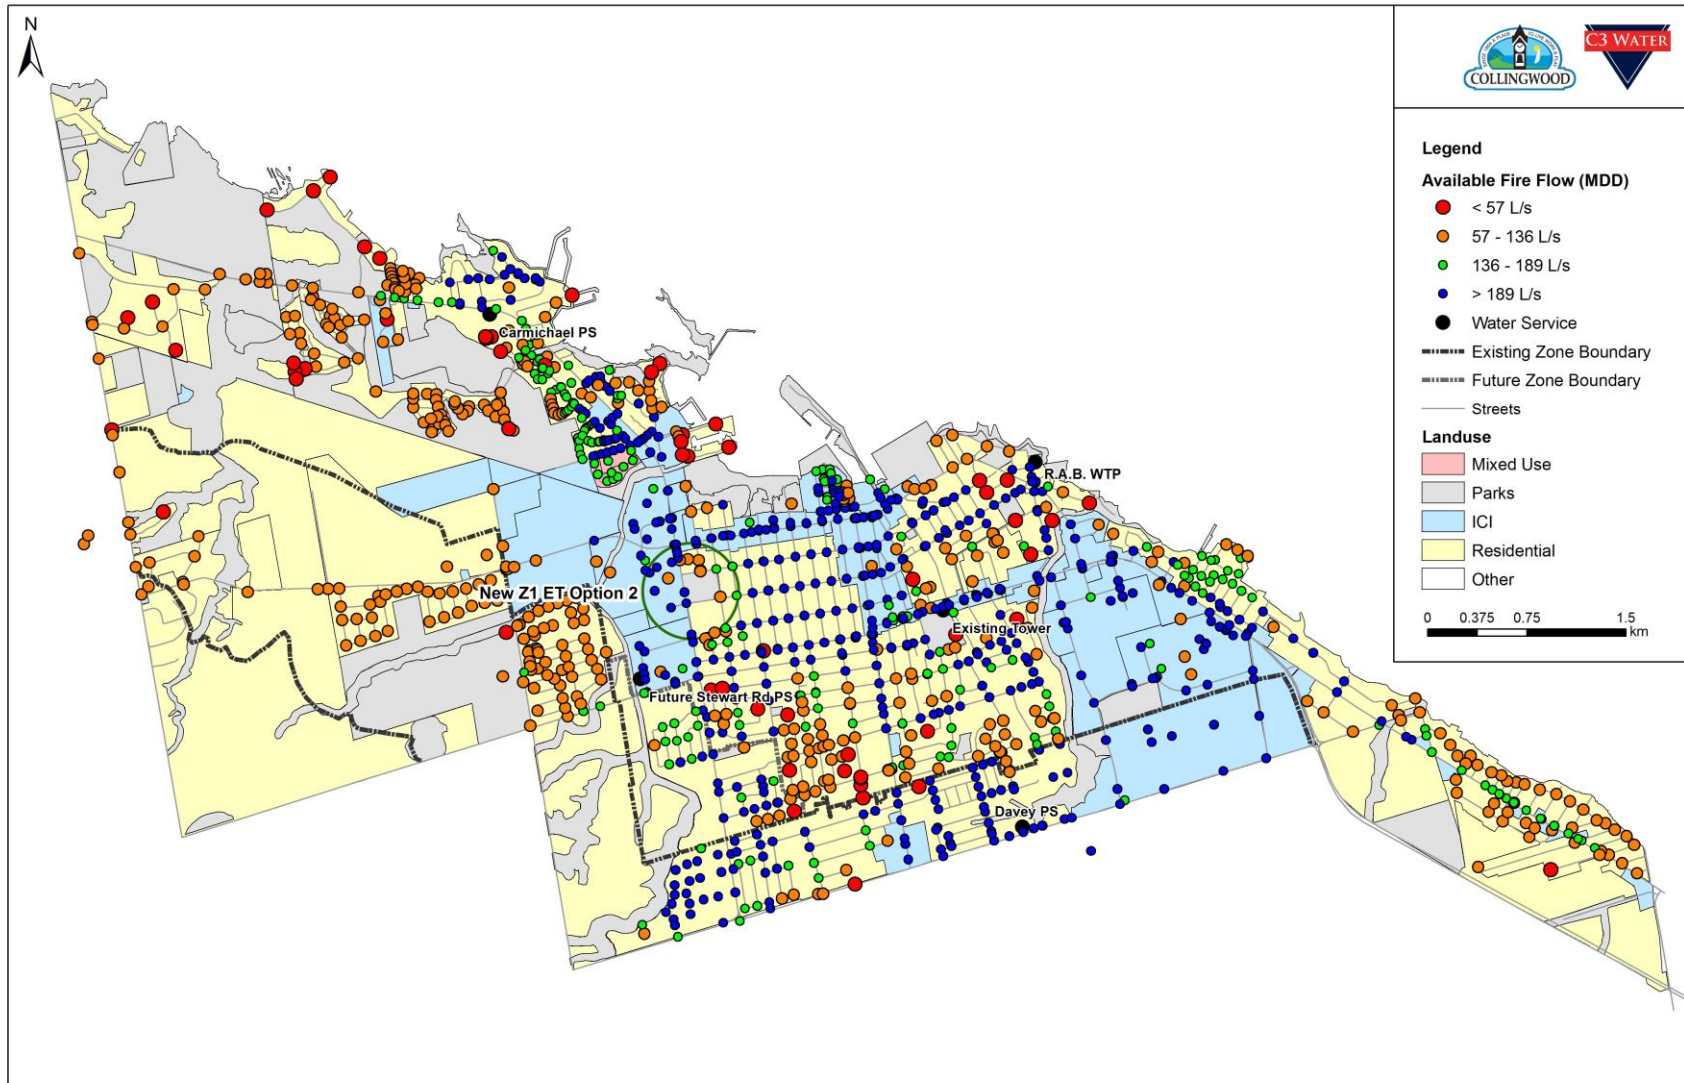 N
COLLINGWOOD
C3 WATER
Legend
Available Fire Flow (MDD)
< 57 L/s
57 - 136 L/s
136 - 189 L/s
> 189 L/s
Water Service
Existing Zone Boundary
Future Zone Boundary
Streets
Landuse
Mixed Use
Parks
ICI
Residential
Other
0 0.375 0.75 1.5
km
Carmichael PS
R.A.B. WTP
New Z1 ET Option 2
Existing Tower
Future Stewart Rd PS
Davey PS